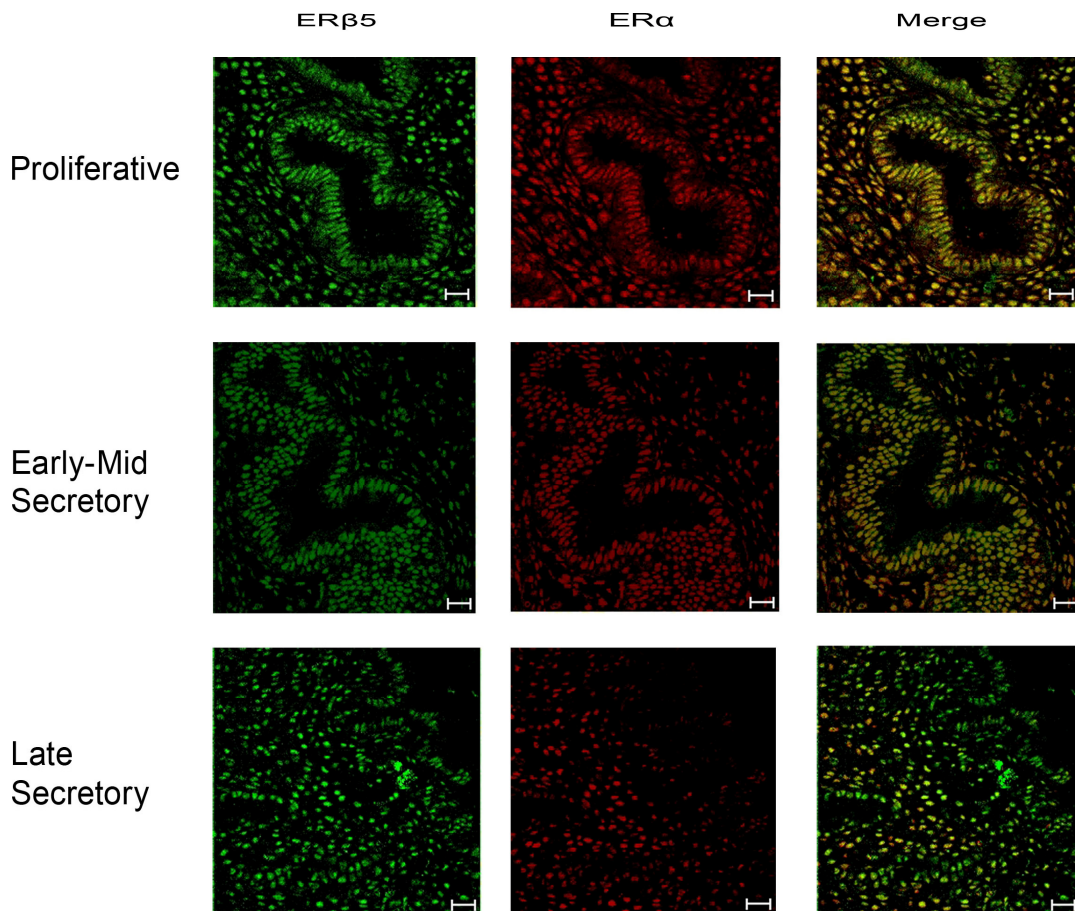 ERβ5 ERα Merge
Proliferative
Early-Mid
Secretory
Late
Secretory